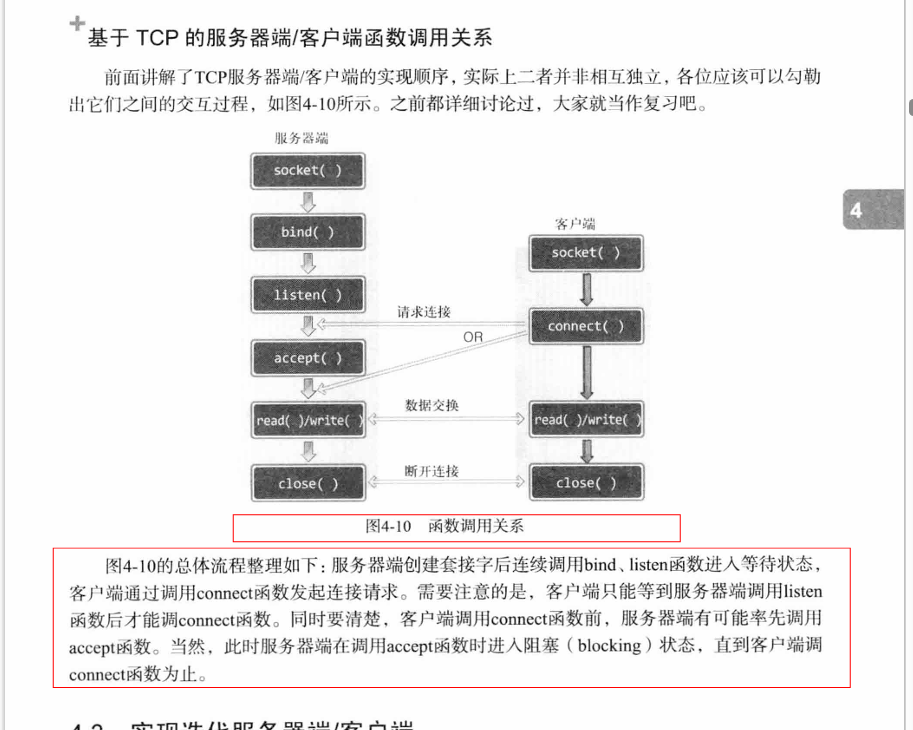 基于 TCP 的服务器端/客户端函数调用关系
前面讲解了TCP服务器端/客户端的实现顺序，实际上二者并非相互独立，各位应该可以勾勒
出它们之间的交互过程，如图4-10所示。之前都详细讨论过，大家就当作复习吧。
服务器端
socket( )
4
bind( )
客户端
socket( )
listen( )
请求连接
connect( )
OR
accept( )
数据交换
read( )/write( )
read( )/write( )
断开连接
close( )
close( )
图4-10 函数调用关系
图4-10的总体流程整理如下：服务器端创建套接字后连续调用bind、listen函数进入等待状态，
客户端通过调用connect函数发起连接请求。需要注意的是，客户端只能等到服务器端调用listen
函数后才能调connect函数。同时要清楚，客户端调用connect函数前，服务器端有可能率先调用
accept函数。当然，此时服务器端在调用accept函数时进入阻塞（blocking）状态，直到客户端调
connect函数为止。